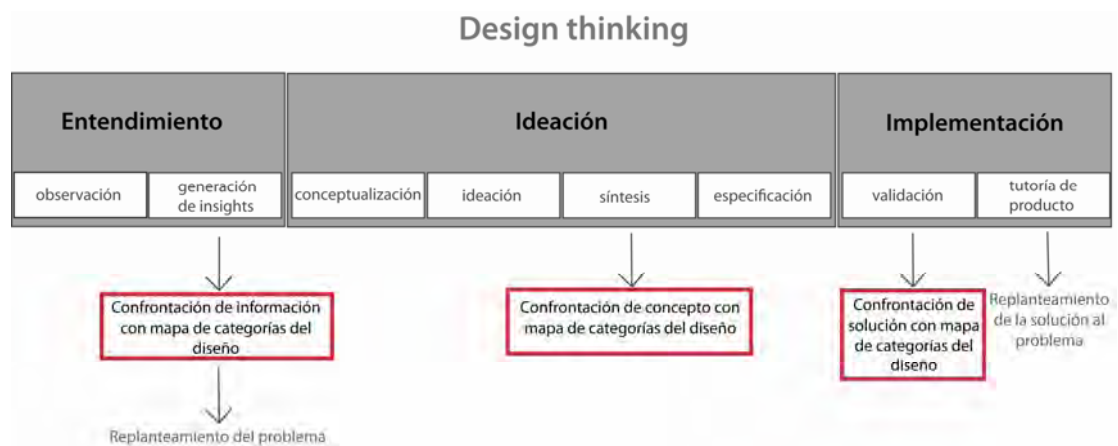 Design thinking
Entendimiento
Ideación
Implementación
observación
generación
de insights
conceptualización
ideación
síntesis
especificación
validación
tutoría de
producto
Confrontación de información
con mapa de categorías del
diseño
Confrontación de concepto con
mapa de categorías del diseño
Confrontación de
solución con mapa
de categorías del
diseño
Replanteamiento
de la solución al
problema
Replanteamiento del problema